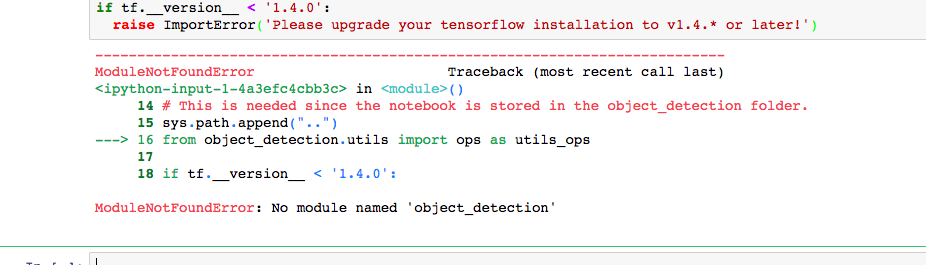 if tf.__version__ < '1.4.0':
  raise ImportError('Please upgrade your tensorflow installation to v1.4.* or later!')
---------------------------------------------------------------------------
ModuleNotFoundError                       Traceback (most recent call last)
<ipython-input-1-4a3efc4cbb3c> in <module>()
     14 # This is needed since the notebook is stored in the object_detection folder.
     15 sys.path.append("..")
---> 16 from object_detection.utils import ops as utils_ops
     17
     18 if tf.__version__ < '1.4.0':
ModuleNotFoundError: No module named 'object_detection'